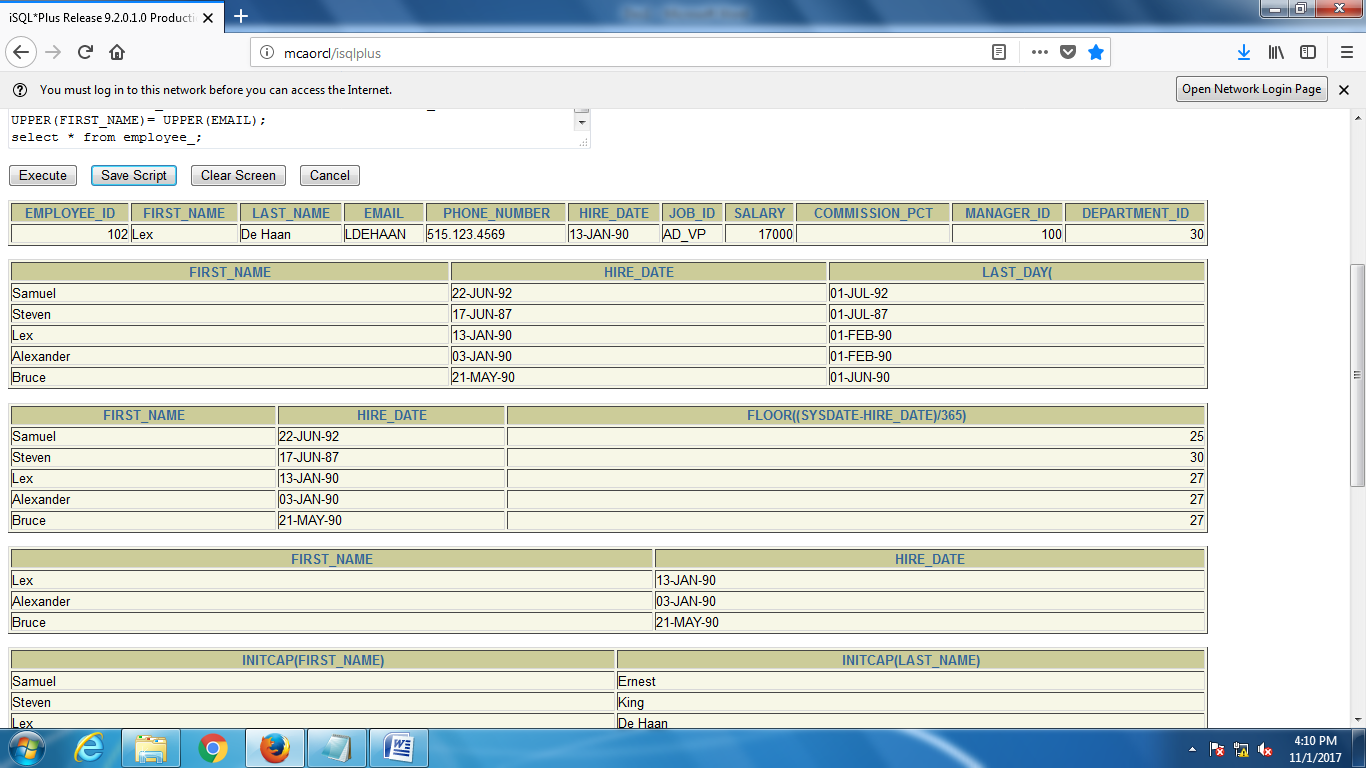 iSQL*Plus Release 9.2.0.1.0 Producti
mcaorcl/isqlplus
You must log in to this network before you can access the Internet.
Open Network Login Page
UPPER(FIRST_NAME)= UPPER(EMAIL);
select * from employee_;
Execute Save Script Clear Screen Cancel
EMPLOYEE_ID FIRST_NAME LAST_NAME EMAIL PHONE_NUMBER HIRE_DATE JOB_ID SALARY COMMISSION_PCT MANAGER_ID DEPARTMENT_ID
102 Lex De Haan LDEHAAN 515.123.4569 13-JAN-90 AD_VP 17000 100 30
FIRST_NAME HIRE_DATE LAST_DAY(
Samuel 22-JUN-92 01-JUL-92
Steven 17-JUN-87 01-JUL-87
Lex 13-JAN-90 01-FEB-90
Alexander 03-JAN-90 01-FEB-90
Bruce 21-MAY-90 01-JUN-90
FIRST_NAME HIRE_DATE FLOOR((SYSDATE-HIRE_DATE)/365)
Samuel 22-JUN-92 25
Steven 17-JUN-87 30
Lex 13-JAN-90 27
Alexander 03-JAN-90 27
Bruce 21-MAY-90 27
FIRST_NAME HIRE_DATE
Lex 13-JAN-90
Alexander 03-JAN-90
Bruce 21-MAY-90
INITCAP(FIRST_NAME) INITCAP(LAST_NAME)
Samuel Ernest
Steven King
Lex De Haan
4:10 PM
11/1/2017